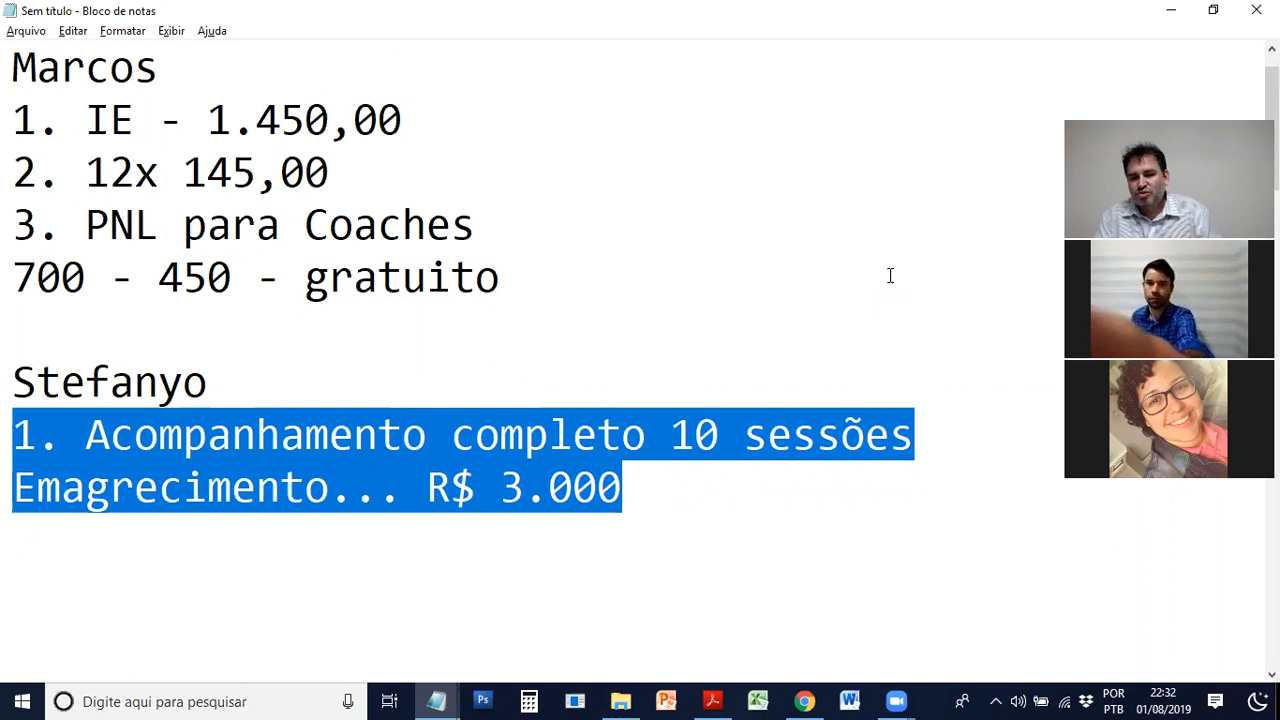 Sem título - Bloco de notas
Arquivo Editar Formatar Exibir Ajuda
Marcos
1. IE - 1.450,00
2. 12x 145,00
3. PNL para Coaches
700 - 450 - gratuito
Stefanyo
1. Acompanhamento completo 10 sessões
Emagrecimento... R$ 3.000
Digite aqui para pesquisar
Ps
POR
PTB
22:32
01/08/2019